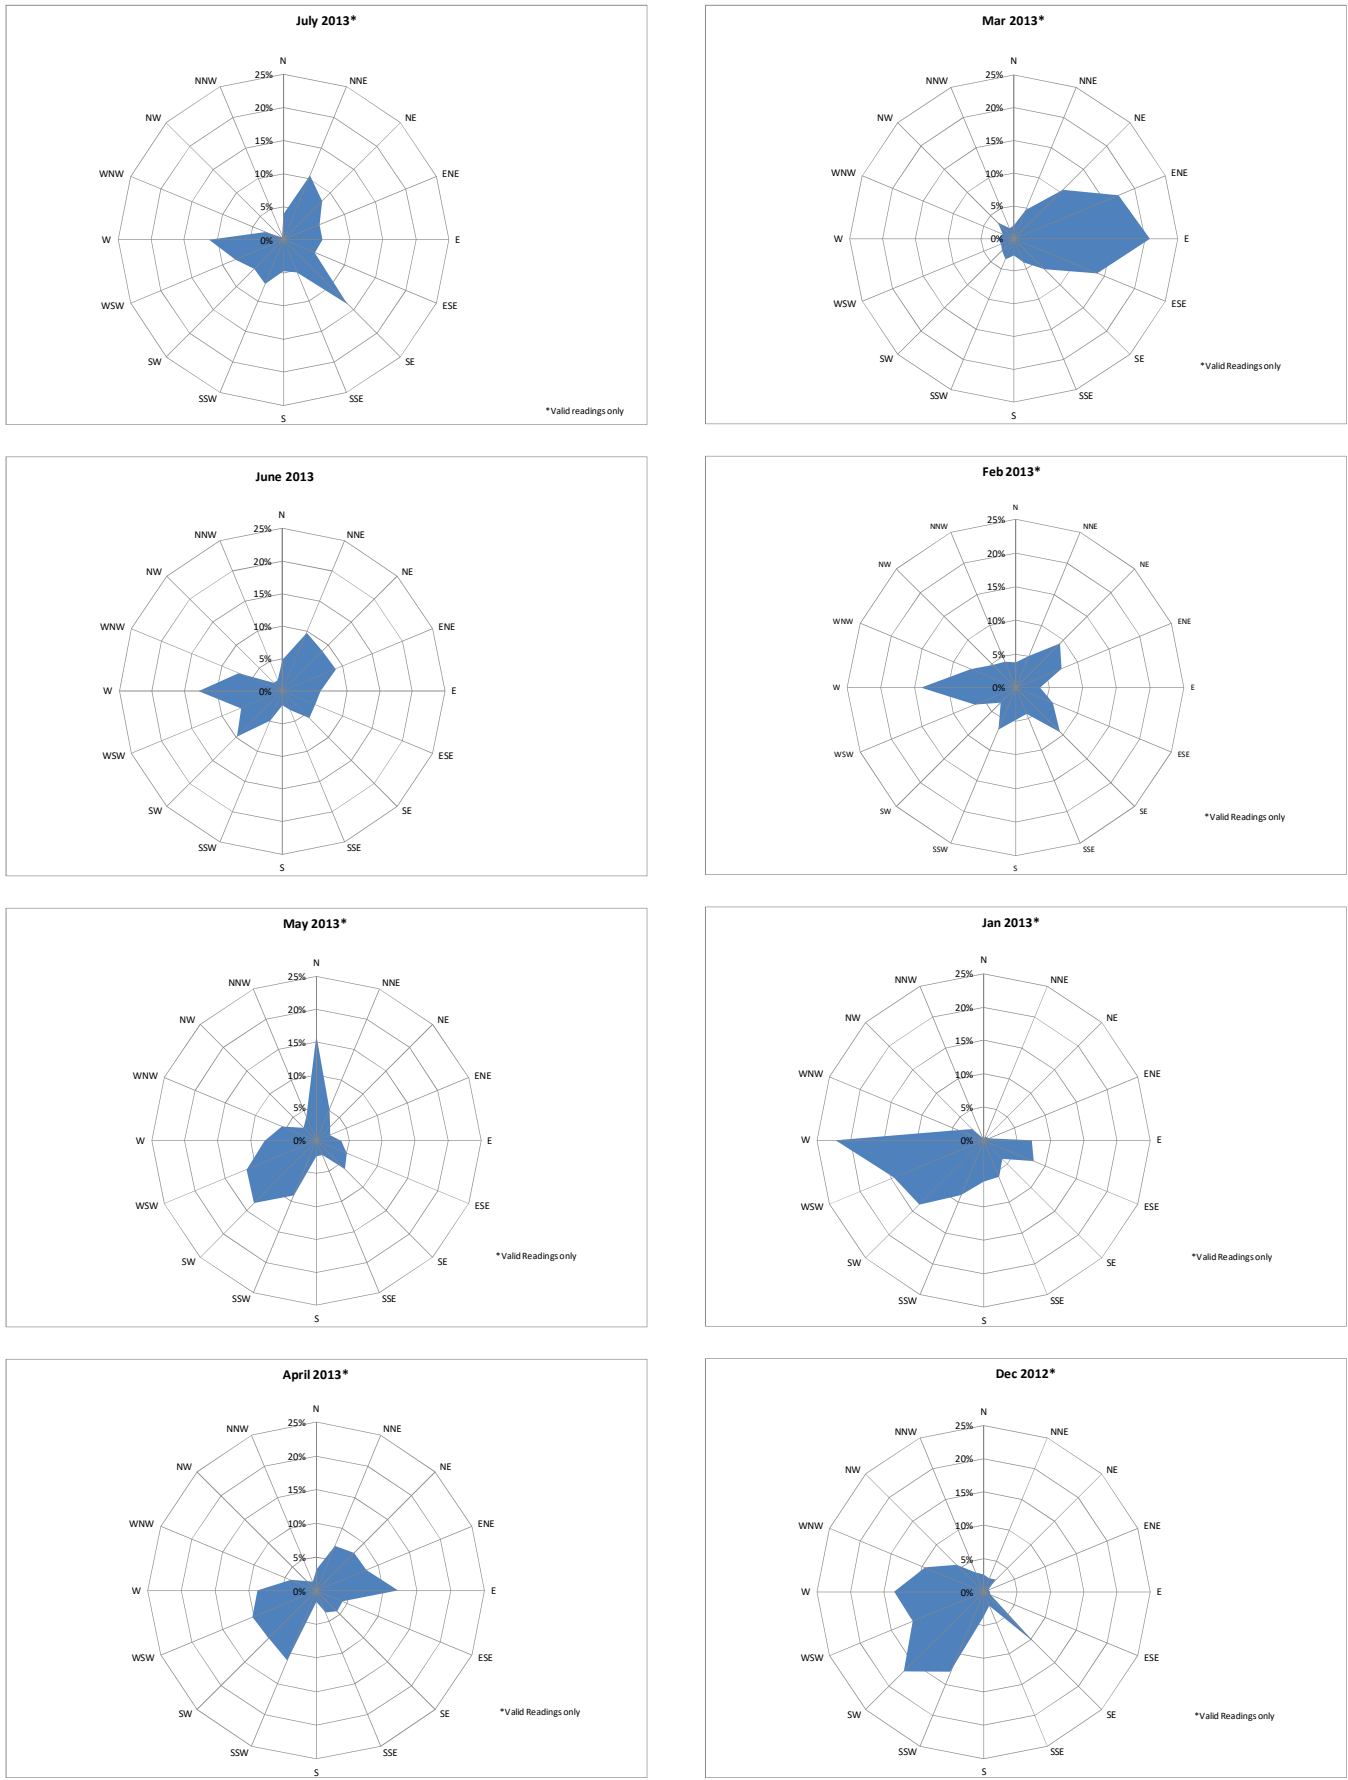 July 2013*
N
NNE
NE
ENE
E
ESE
SE
SSE
S
SSW
SW
WSW
W
WNW
NW
NNW
25%
20%
15%
10%
5%
0%
*Valid readings only
Mar 2013*
N
NNE
NE
ENE
E
ESE
SE
SSE
S
SSW
SW
WSW
W
WNW
NW
NNW
25%
20%
15%
10%
5%
0%
*Valid Readings only
June 2013
N
NNE
NE
ENE
E
ESE
SE
SSE
S
SSW
SW
WSW
W
WNW
NW
NNW
25%
20%
15%
10%
5%
0%
Feb 2013*
N
NNE
NE
ENE
E
ESE
SE
SSE
S
SSW
SW
WSW
W
WNW
NW
NNW
25%
20%
15%
10%
5%
0%
*Valid Readings only
May 2013*
N
NNE
NE
ENE
E
ESE
SE
SSE
S
SSW
SW
WSW
W
WNW
NW
NNW
25%
20%
15%
10%
5%
0%
*Valid Readings only
Jan 2013*
N
NNE
NE
ENE
E
ESE
SE
SSE
S
SSW
SW
WSW
W
WNW
NW
NNW
25%
20%
15%
10%
5%
0%
*Valid Readings only
April 2013*
N
NNE
NE
ENE
E
ESE
SE
SSE
S
SSW
SW
WSW
W
WNW
NW
NNW
25%
20%
15%
10%
5%
0%
*Valid Readings only
Dec 2012*
N
NNE
NE
ENE
E
ESE
SE
SSE
S
SSW
SW
WSW
W
WNW
NW
NNW
25%
20%
15%
10%
5%
0%
*Valid Readings only